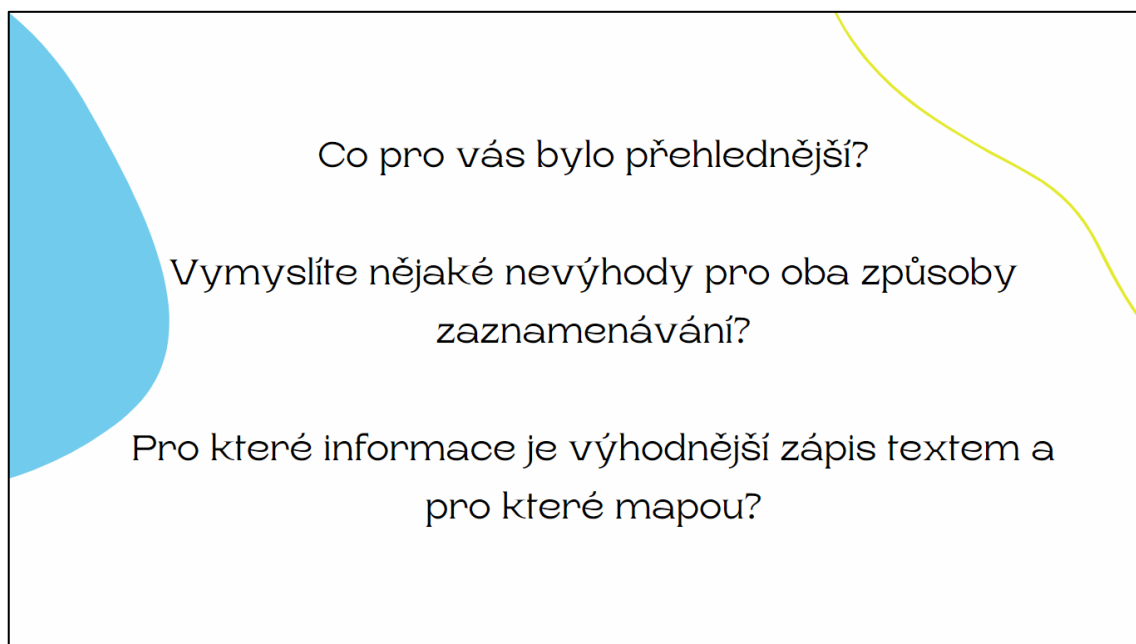 Co pro vás bylo přehlednější?
Vymyslíte nějaké nevýhody pro oba způsoby
zaznamenávání?
Pro které informace je výhodnější zápis textem a
pro které mapou?